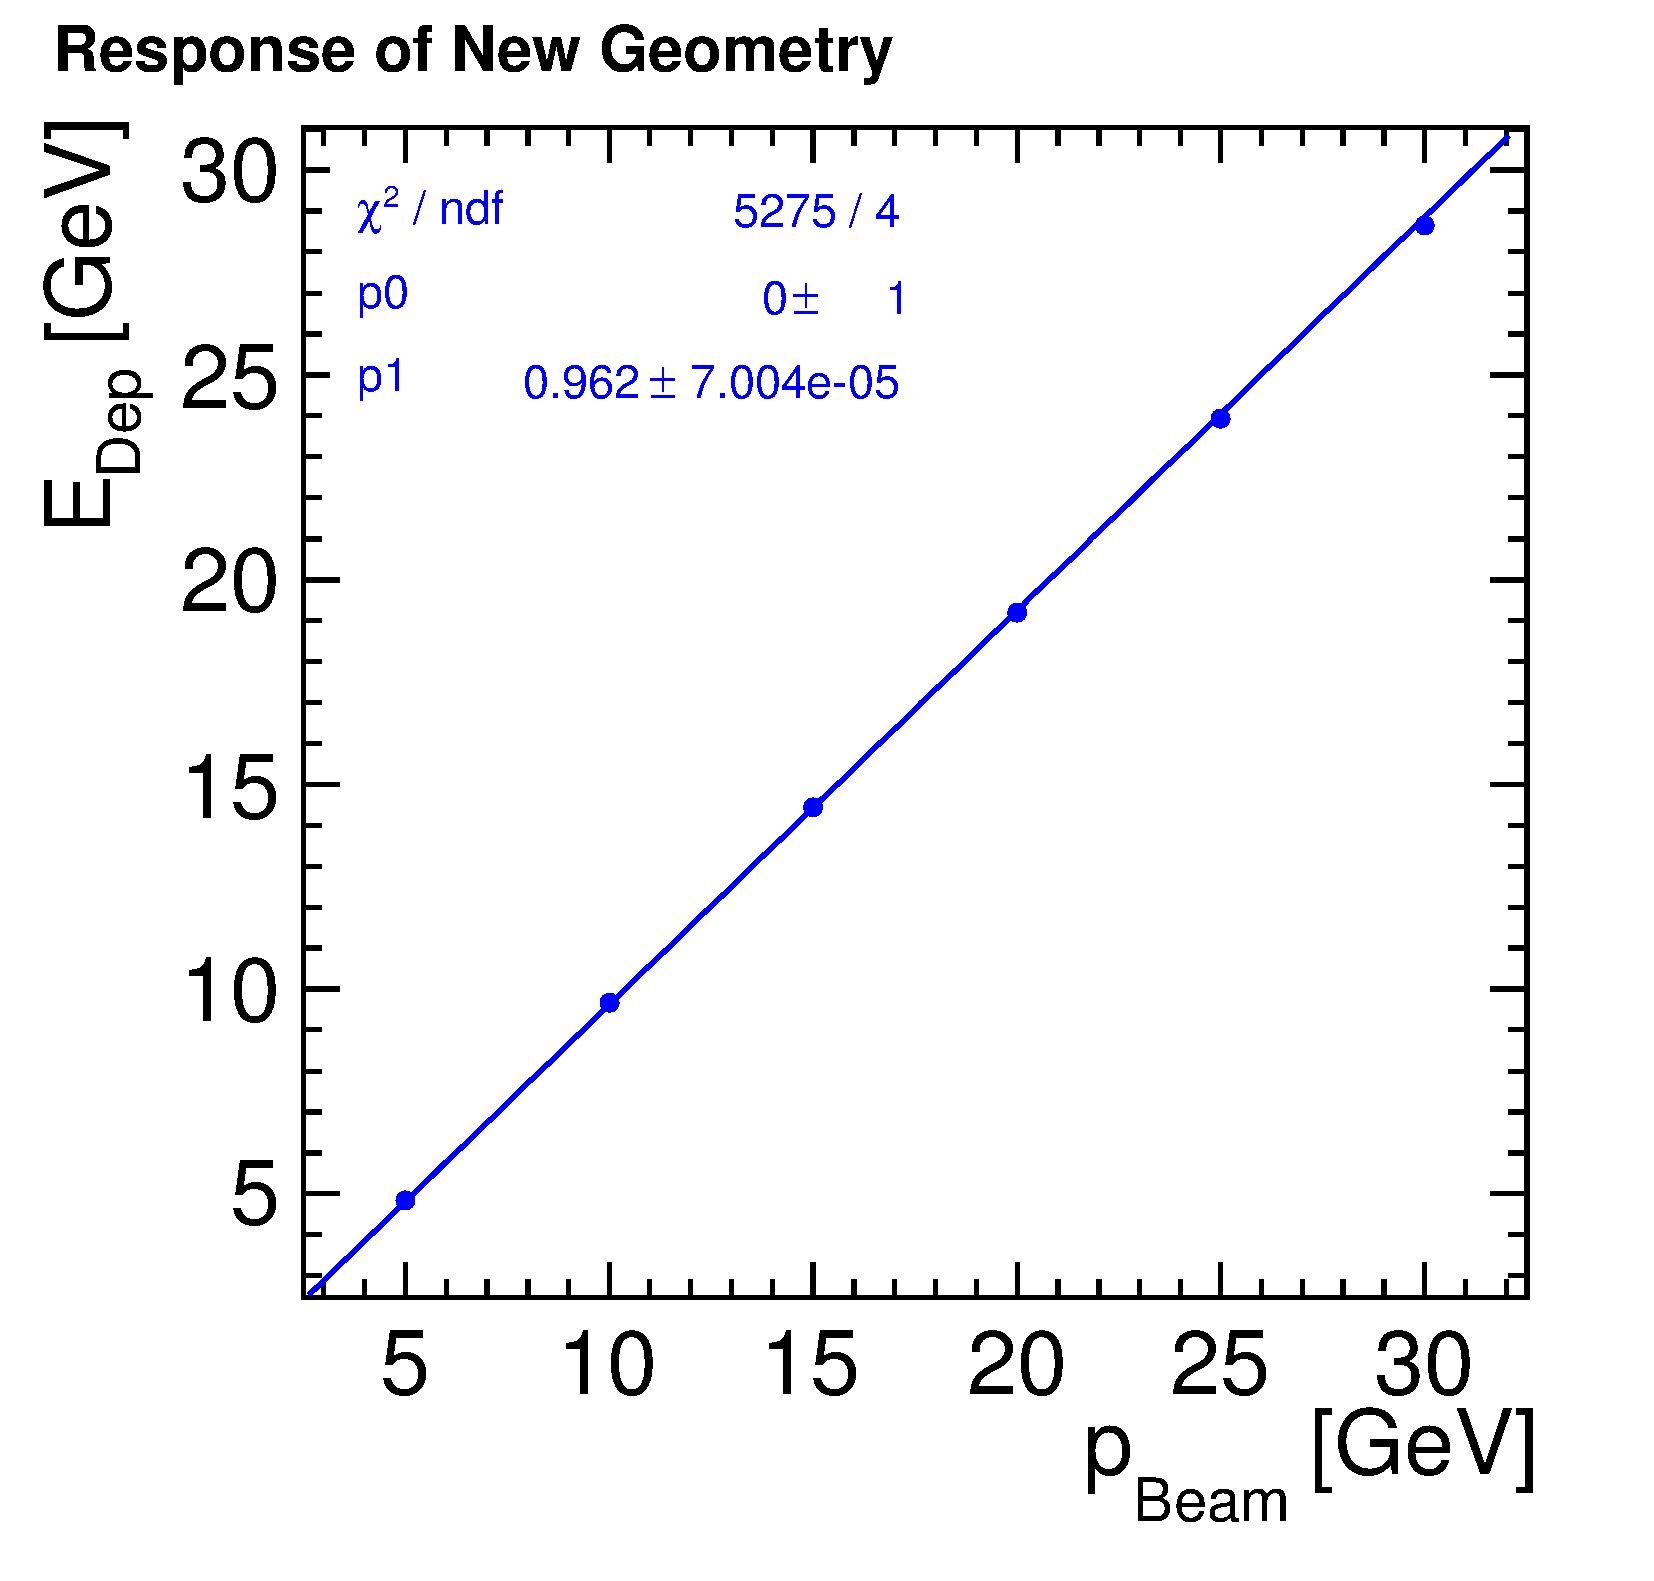 Response of New Geometry
E_Dep [GeV]
30
25
20
15
10
5
χ² / ndf 5275 / 4
p0 0 ± 1
p1 0.962 ± 7.004e-05
5 10 15 20 25 30
p_Beam [GeV]